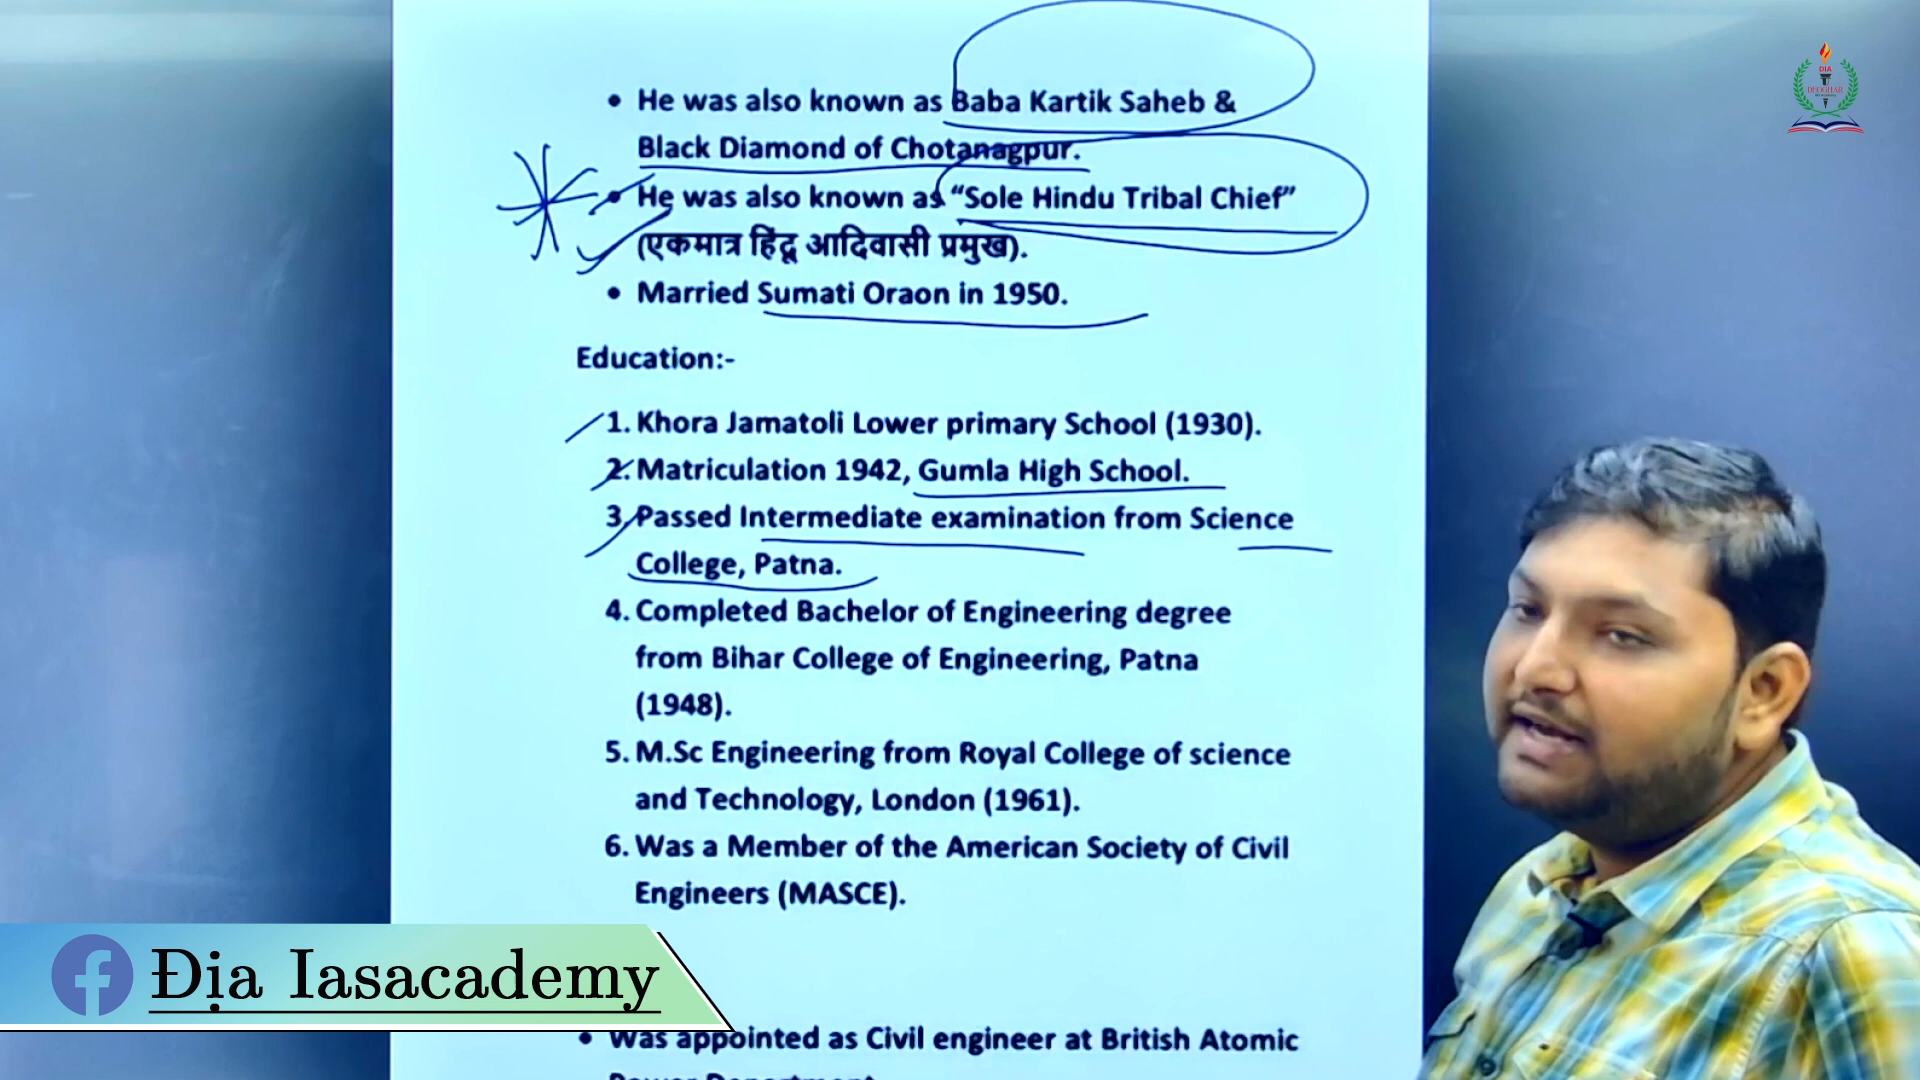 DIA
DEOGHAR
• He was also known as Baba Kartik Saheb &
Black Diamond of Chotanagpur.
• He was also known as “Sole Hindu Tribal Chief”
(एकमात्र हिंदू आदिवासी प्रमुख).
• Married Sumati Oraon in 1950.
Education:-
1. Khora Jamatoli Lower primary School (1930).
2. Matriculation 1942, Gumla High School.
3. Passed Intermediate examination from Science
College, Patna.
4. Completed Bachelor of Engineering degree
from Bihar College of Engineering, Patna
(1948).
5. M.Sc Engineering from Royal College of science
and Technology, London (1961).
6. Was a Member of the American Society of Civil
Engineers (MASCE).
Địa Iasacademy
• Was appointed as Civil engineer at British Atomic
Power Department